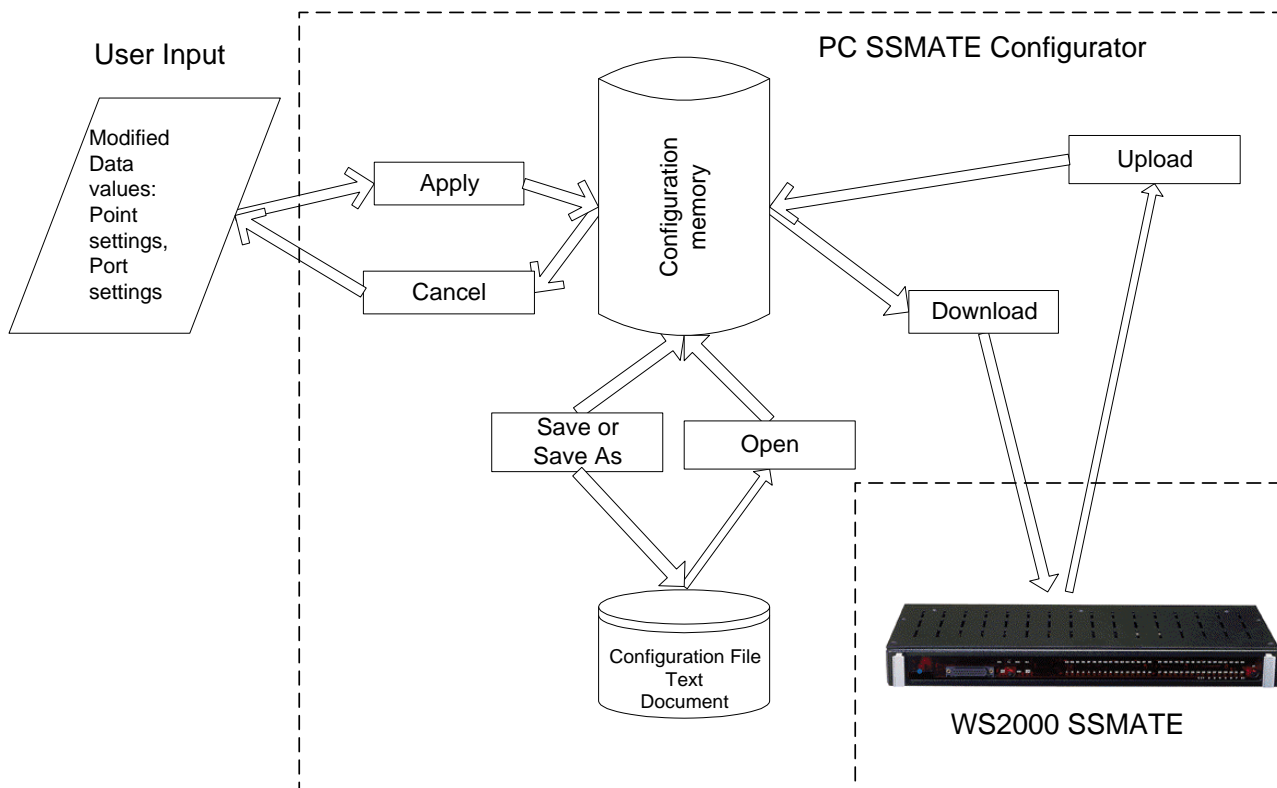 User Input
PC SSMATE Configurator
Modified
Data
values:
Point
settings,
Port
settings
Apply
Cancel
Configuration
memory
Upload
Download
Save or
Save As
Open
Configuration File
Text
Document
WS2000 SSMATE